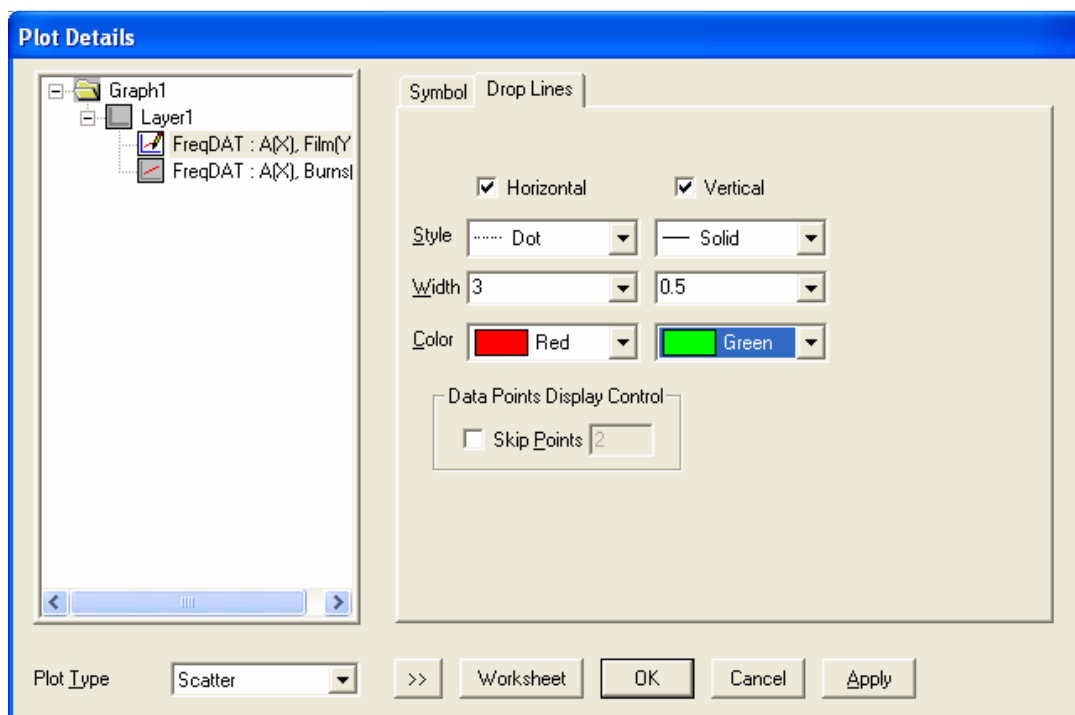 Plot Details
Graph1
Layer1
FreqDAT : A(X), Film(Y
FreqDAT : A(X), Burns(
Symbol
Drop Lines
Horizontal Vertical
Style Dot Solid
Width 3 0.5
Color Red Green
Data Points Display Control
Skip Points 2
Plot Type Scatter >> Worksheet OK Cancel Apply